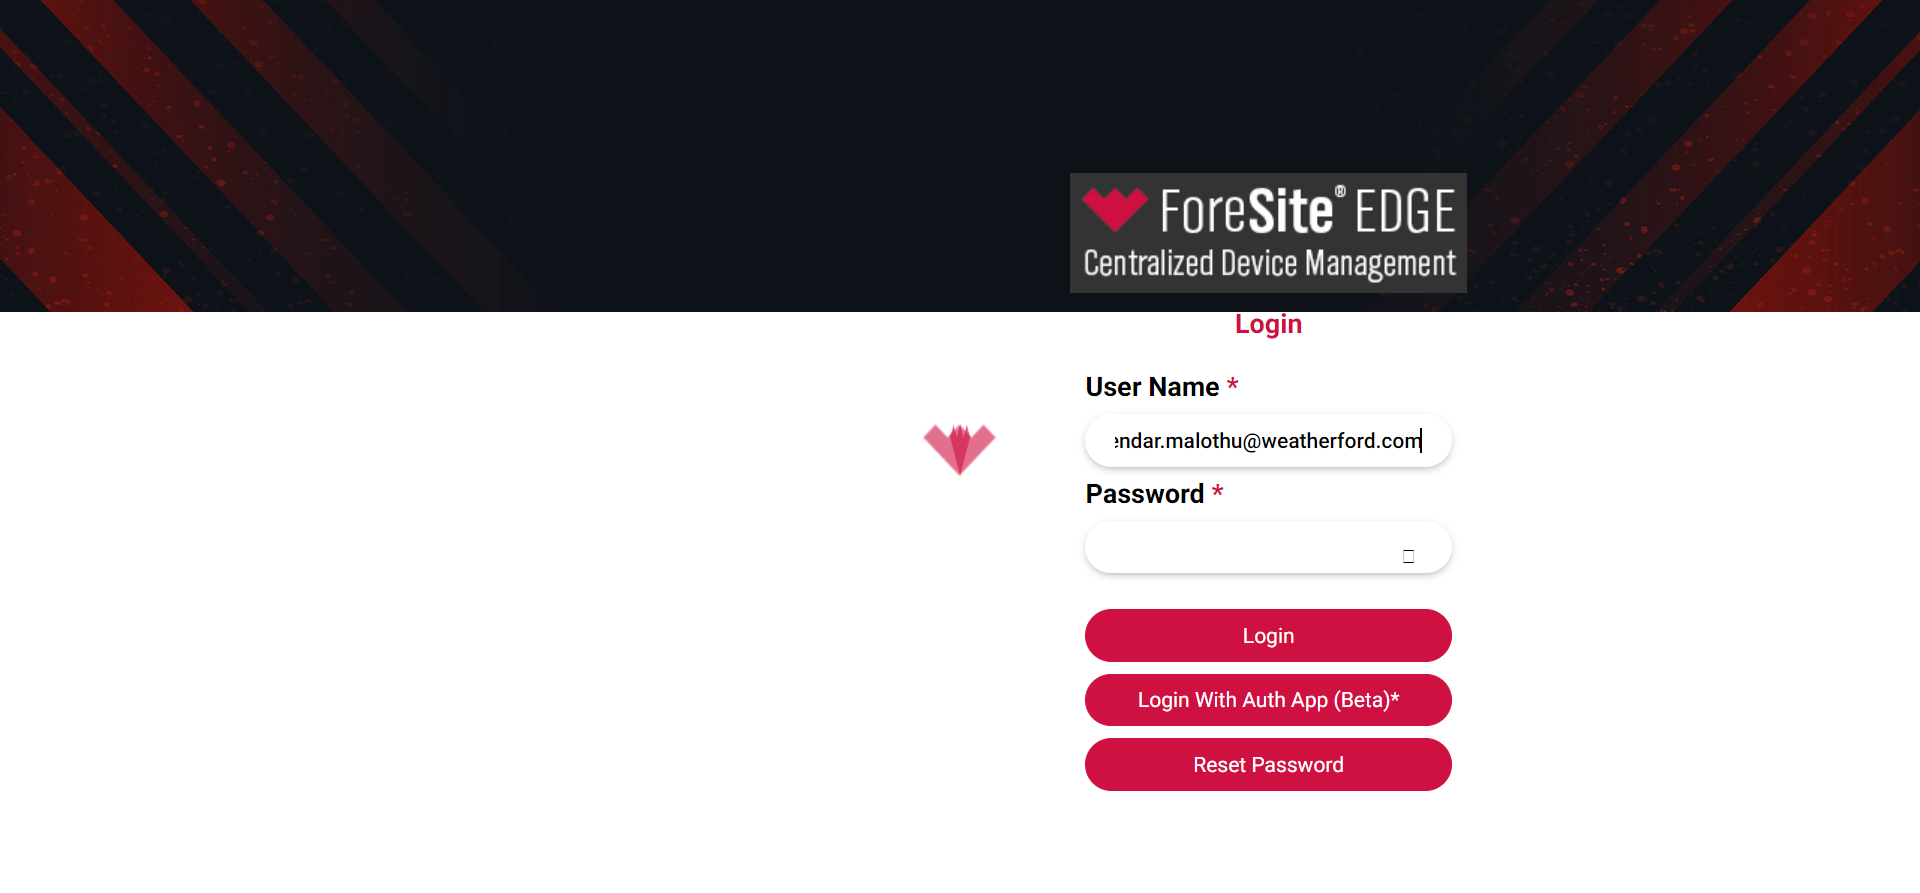 ForeSite® EDGE
Centralized Device Management
Login
User Name *
endar.malothu@weatherford.com
Password *
Login
Login With Auth App (Beta)*
Reset Password